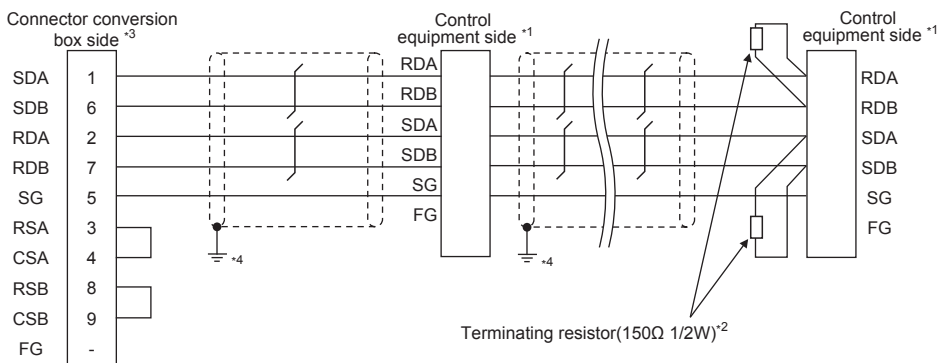 Connector conversion
box side *3
Control
equipment side *1
Control
equipment side *1
SDA 1
SDB 6
RDA 2
RDB 7
SG 5
RSA 3
CSA 4
RSB 8
CSB 9
FG -
RDA
RDB
SDA
SDB
SG
FG
RDA
RDB
SDA
SDB
SG
FG
*4
*4
Terminating resistor(150Ω 1/2W)*2